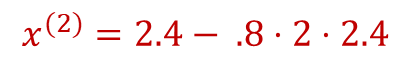 x⁽²⁾ = 2.4 − .8 · 2 · 2.4